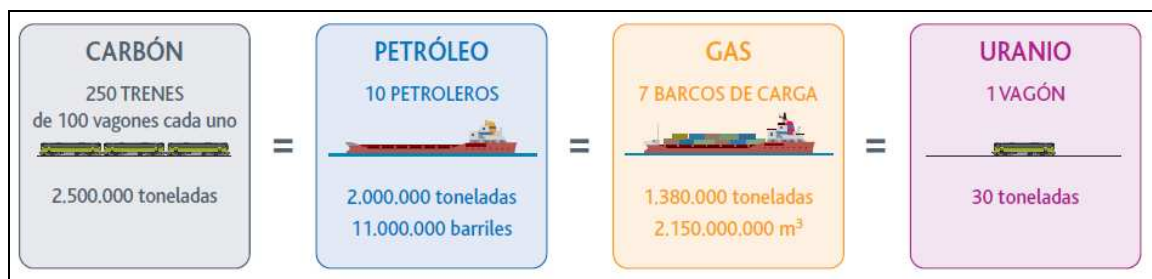 CARBÓN
250 TRENES
de 100 vagones cada uno
2.500.000 toneladas
=
PETRÓLEO
10 PETROLEROS
2.000.000 toneladas
11.000.000 barriles
=
GAS
7 BARCOS DE CARGA
1.380.000 toneladas
2.150.000.000 m³
=
URANIO
1 VAGÓN
30 toneladas